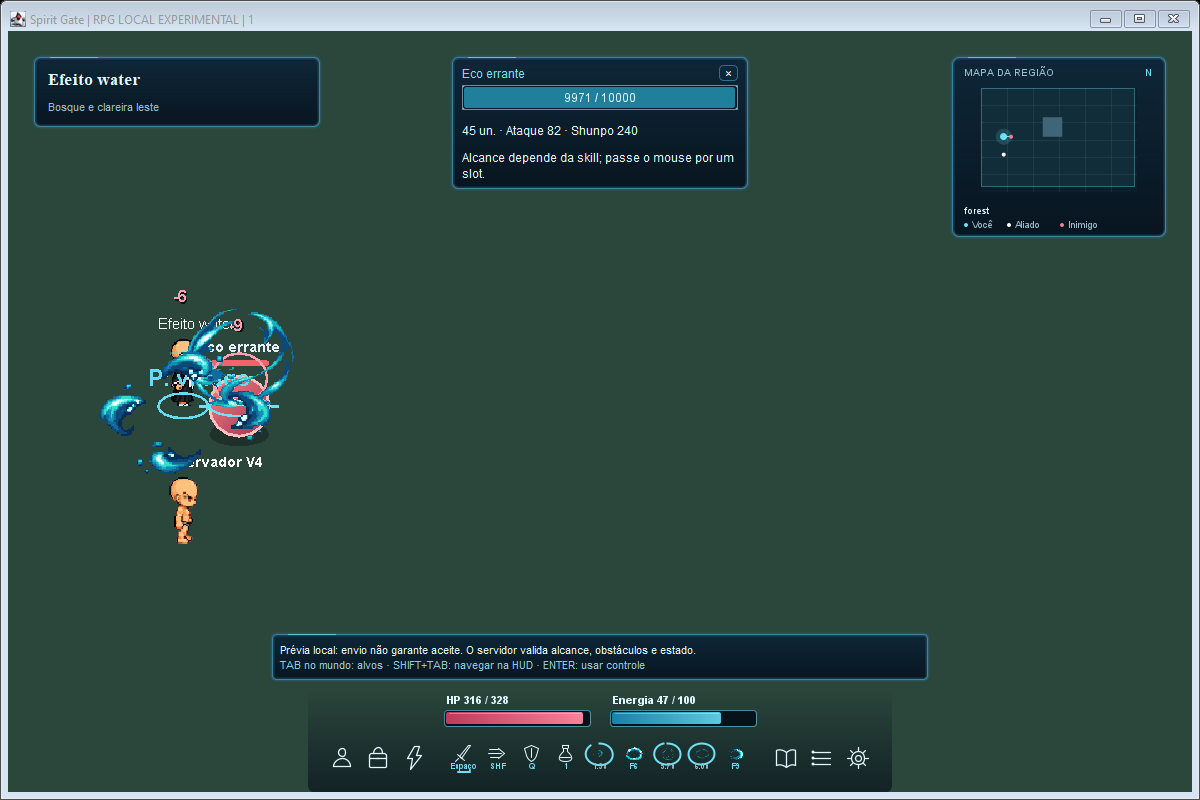 Spirit Gate | RPG LOCAL EXPERIMENTAL | 1
Efeito water
Bosque e clareira leste
Eco errante
×
9971 / 10000
45 un. · Ataque 82 · Shunpo 240
Alcance depende da skill; passe o mouse por um
slot.
MAPA DA REGIÃO
N
forest
Você
Aliado
Inimigo
-6
-9
Efeito
co errante
P.
ervador V4
Prévia local: envio não garante aceite. O servidor valida alcance, obstáculos e estado.
TAB no mundo: alvos · SHIFT+TAB: navegar na HUD · ENTER: usar controle
HP 316 / 328
Energia 47 / 100
Espaço
SHF
Q
1
F6
F9